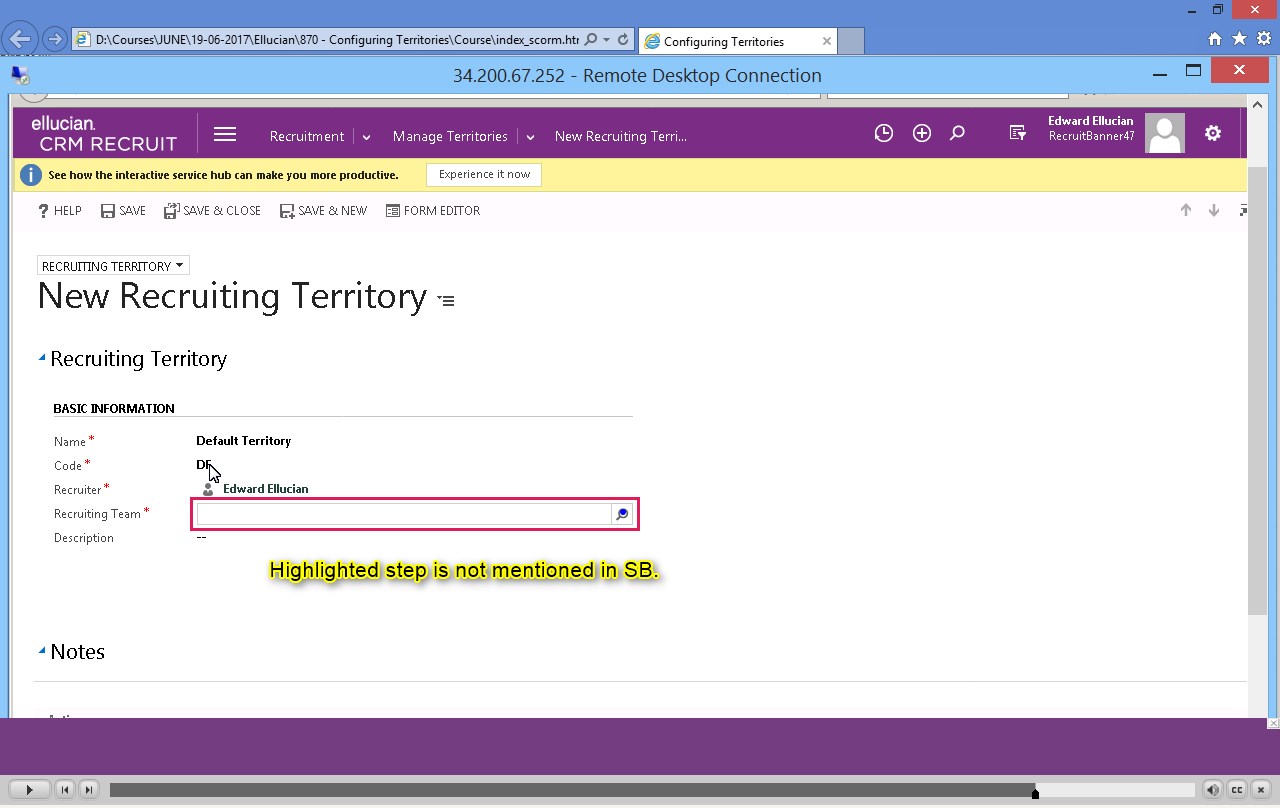 D:\Courses\JUNE\19-06-2017\Ellucian\870 - Configuring Territories\Course\index_scorm.htr
Configuring Territories
34.200.67.252 - Remote Desktop Connection
ellucian.
CRM RECRUIT
Recruitment
Manage Territories
New Recruiting Terri...
Edward Ellucian
RecruitBanner47
See how the interactive service hub can make you more productive.
Experience it now
? HELP
SAVE
SAVE & CLOSE
SAVE & NEW
FORM EDITOR
RECRUITING TERRITORY
New Recruiting Territory
Recruiting Territory
BASIC INFORMATION
Name* Default Territory
Code* DF
Recruiter* Edward Ellucian
Recruiting Team*
Description --
Highlighted step is not mentioned in SB.
Notes
CC